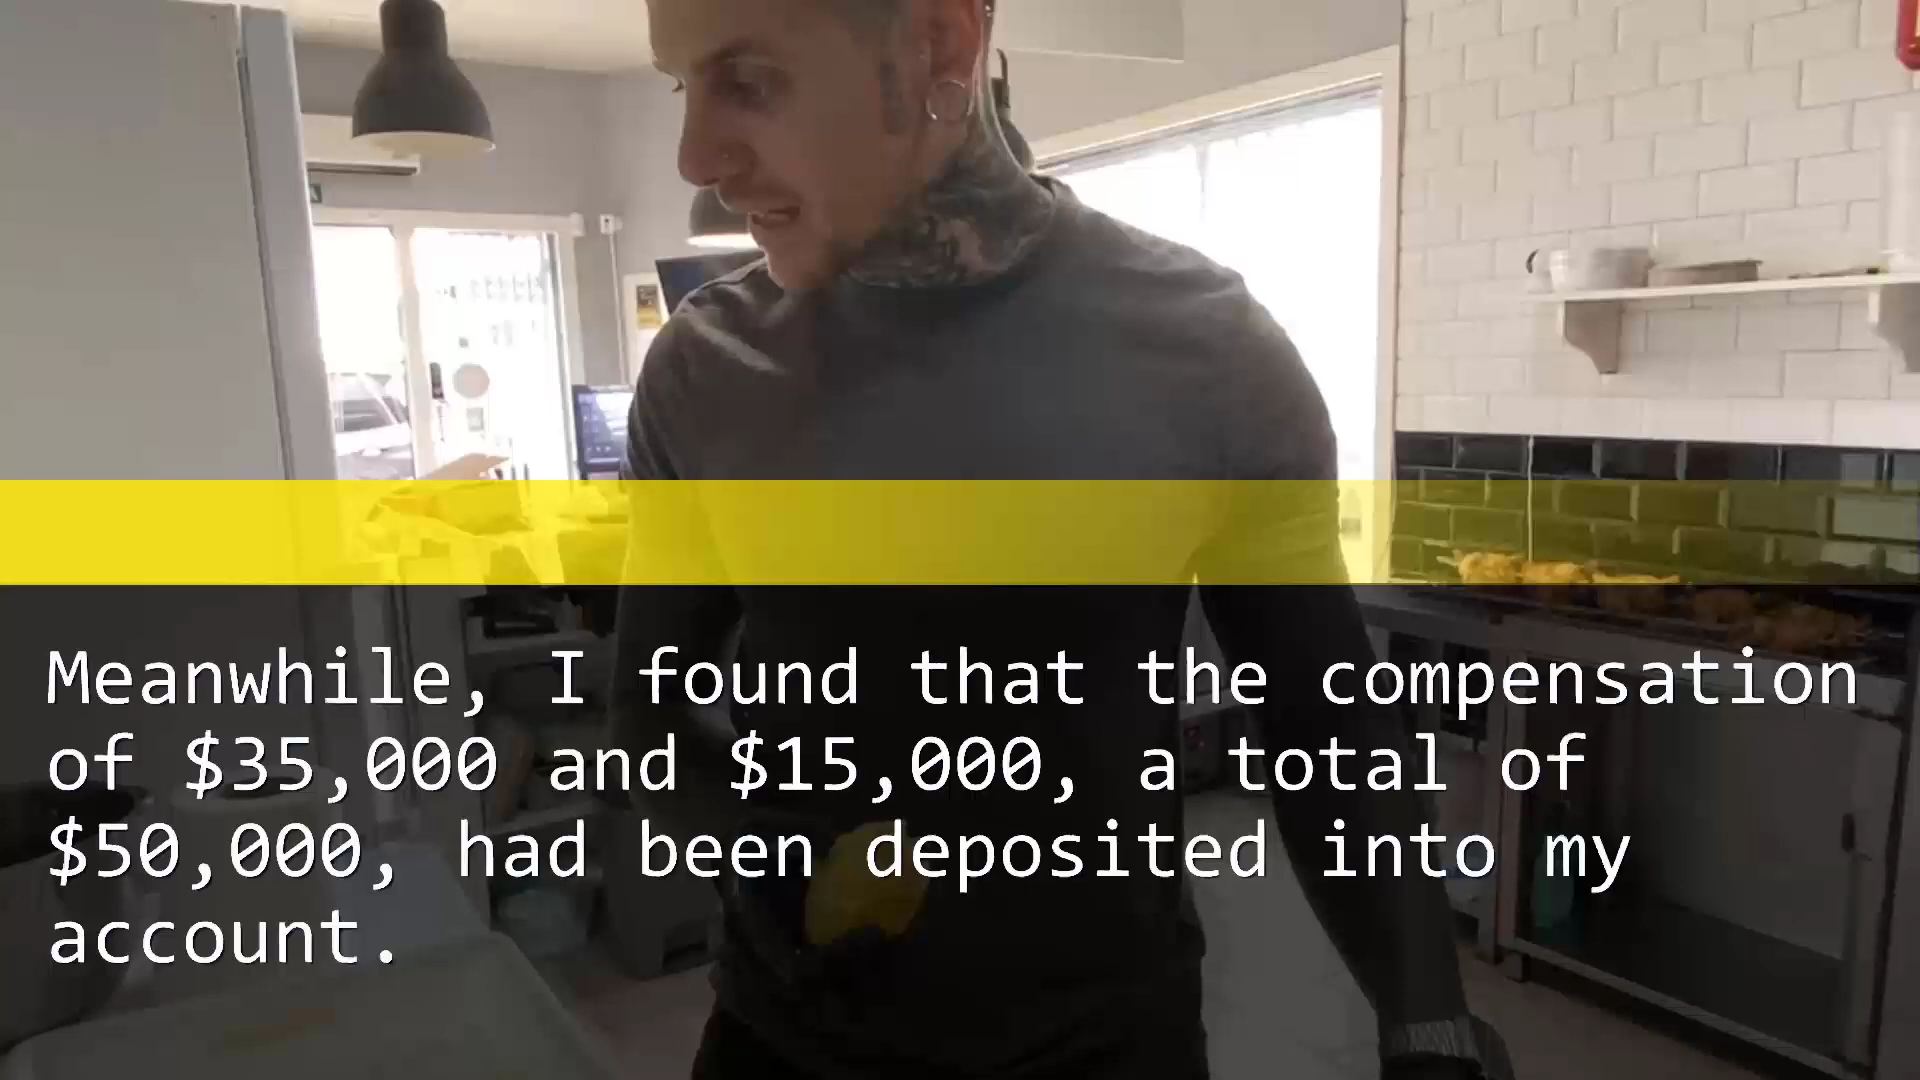 Meanwhile, I found that the compensation
of $35,000 and $15,000, a total of
$50,000, had been deposited into my
account.